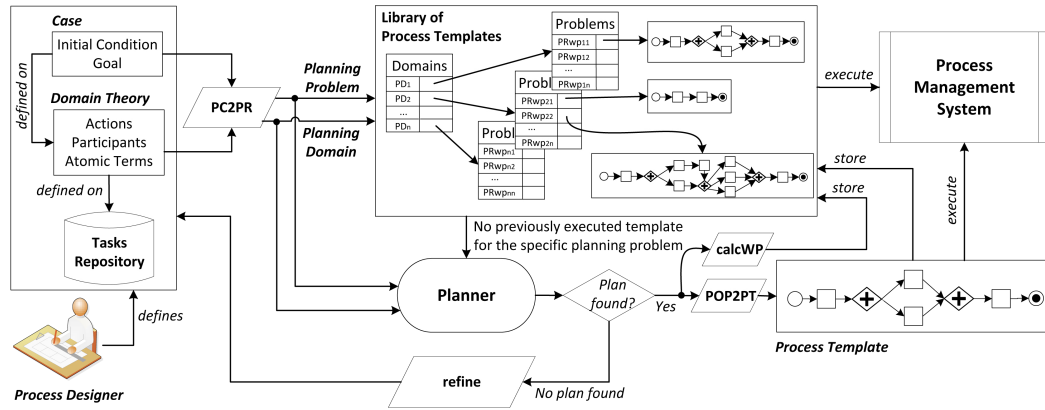 Case
Initial Condition
Goal
defined on
Domain Theory
Actions
Participants
Atomic Terms
defined on
Tasks
Repository
defines
Process Designer
PC2PR
Planning
Problem
Planning
Domain
Library of
Process Templates
Domains
PD1
PD2
...
PDn
Problems
PRwp11
PRwp12
...
PRwp1n
Probl
PRwp21
PRwp22
...
PRwp2n
Probl
PRwpn1
PRwpn2
...
PRwpnn
execute
Process
Management
System
store
store
execute
No previously executed template
for the specific planning problem
calcWP
Planner
Plan
found?
Yes
POP2PT
Process Template
refine
No plan found